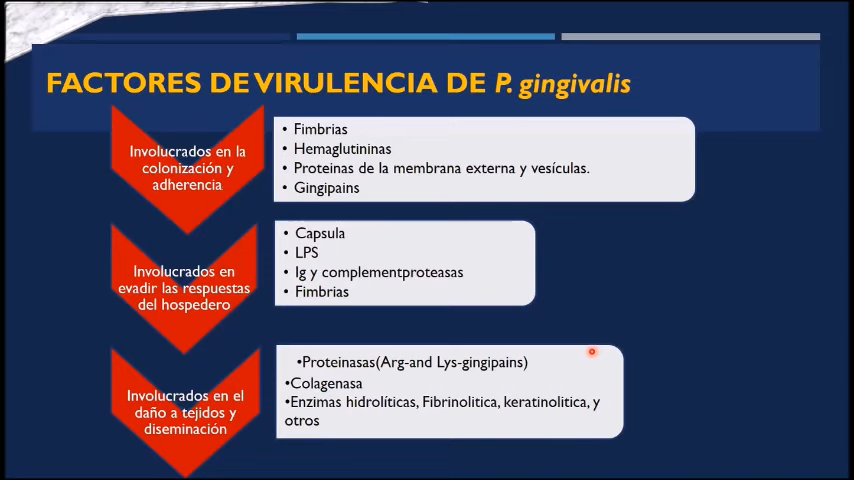 FACTORES DE VIRULENCIA DE P. gingivalis
Involucrados en la
colonización y
adherencia
• Fimbrias
• Hemaglutininas
• Proteinas de la membrana externa y vesículas.
• Gingipains
Involucrados en
evadir las respuestas
del hospedero
• Capsula
• LPS
• Ig y complementproteasas
• Fimbrias
Involucrados en el
daño a tejidos y
diseminación
•Proteinasas(Arg-and Lys-gingipains)
•Colagenasa
•Enzimas hidrolíticas, Fibrinolitica, keratinolitica, y
otros